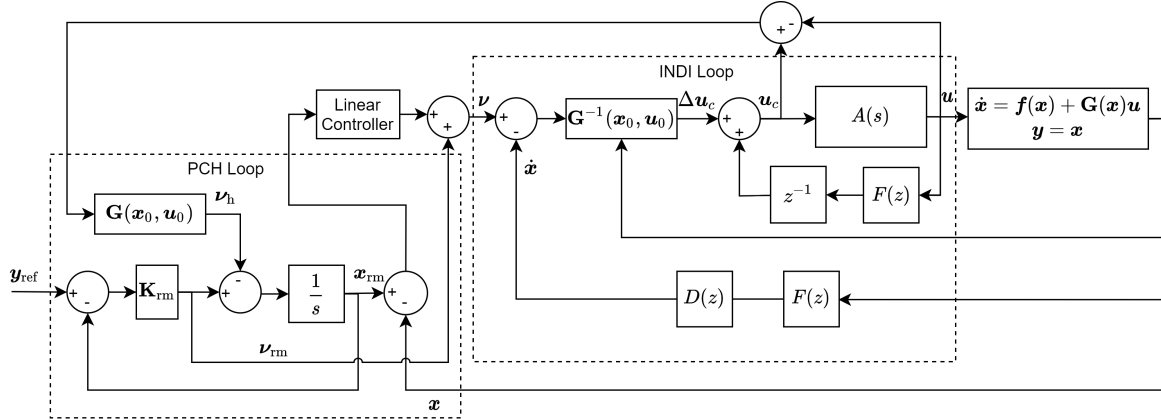 + -
INDI Loop
𝝂
+
-
𝐆⁻¹(𝒙₀, 𝒖₀)
Δ𝒖_c
+
+
𝒖_c
A(s)
𝒖
𝒙̇ = 𝒇(𝒙) + 𝐆(𝒙)𝒖
𝒚 = 𝒙
Linear
Controller
+
+
𝒙̇
z⁻¹
F(z)
PCH Loop
𝐆(𝒙₀, 𝒖₀)
𝝂_h
𝒚_ref
+
-
𝐊_rm
+
-
1
s
𝒙_rm
+
-
D(z)
F(z)
𝝂_rm
𝒙